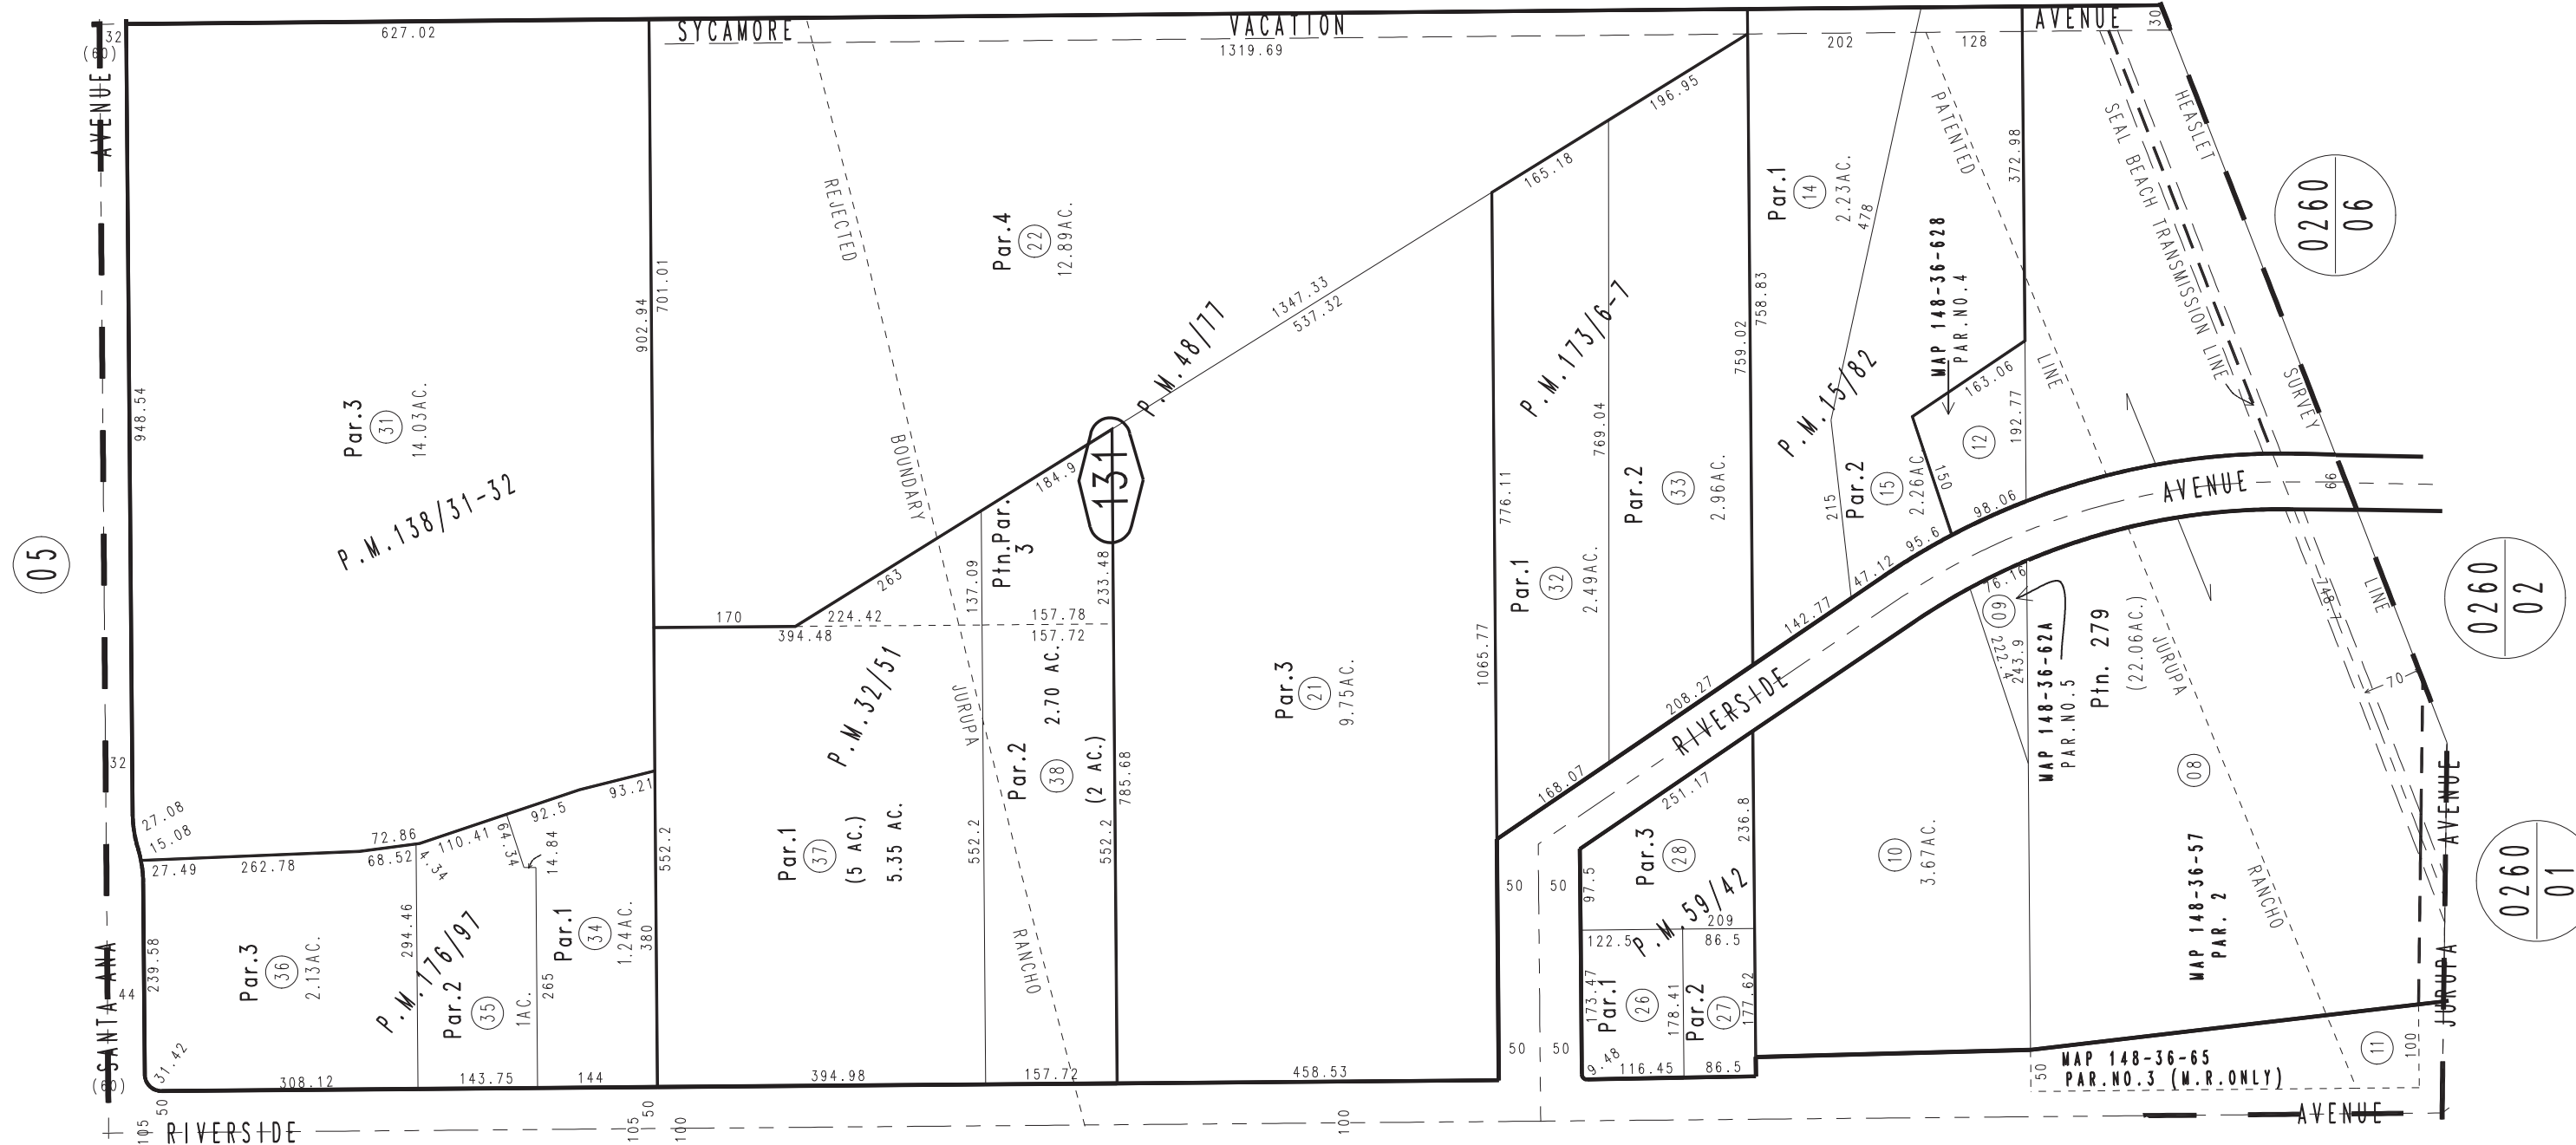 SYCAMORE
VACATION
AVENUE
32
(60)
AVENUE
627.02
1319.69
202
128
30
948.54
Par.3
31
14.03AC.
P.M.138/31-32
902.94
701.01
REJECTED
BOUNDARY
JURUPA
RANCHO
Par.4
22
12.89AC.
196.95
165.18
1347.33
537.32
P.M.48/77
184.9
131
263
170
224.42
394.48
137.09
Ptn.Par.
3
157.78
157.72
233.48
P.M.32/51
Par.1
37
(5 AC.)
5.35 AC.
552.2
552.2
552.2
Par.2
38
2.70 AC.
(2 AC.)
785.68
Par.3
21
9.75AC.
1065.77
776.11
P.M.173/6-7
769.04
Par.1
32
2.49AC.
Par.2
33
2.96AC.
759.02
758.83
Par.1
14
2.23AC.
478
P.M.15/82
215
Par.2
15
2.26AC.
MAP 148-36-628
PAR.NO.4
PATENTED
LINE
372.98
163.06
192.77
12
150
98.06
95.6
47.12
142.77
208.27
168.07
251.17
RIVERSIDE
AVENUE
66
SEAL BEACH TRANSMISSION LINE
HEASLET
SURVEY
LINE
0260
06
0260
02
0260
01
05
32
27.08
15.08
27.49
262.78
72.86
68.52
4.34
110.41
64.34
92.5
14.84
93.21
239.58
44
Par.3
36
2.13AC.
294.46
P.M.176/97
Par.2
35
1AC.
265
Par.1
34
1.24AC.
380
31.42
308.12
143.75
144
394.98
157.72
458.53
SANTA ANA
(60)
50
105
RIVERSIDE
105
50
100
100
50
50
50
50
97.5
Par.3
28
236.8
P.M.59/42
209
122.5
86.5
173.47
Par.1
26
178.41
Par.2
27
177.62
9.48
116.45
86.5
10
3.67AC.
76.16
09
222.4
243.9
MAP 148-36-62A
PAR.NO.5
Ptn. 279
(22.06AC.)
JURUPA
RANCHO
748.7
70
08
MAP 148-36-57
PAR. 2
JURUPA AVENUE
11
100
50
MAP 148-36-65
PAR.NO.3 (M.R.ONLY)
AVENUE